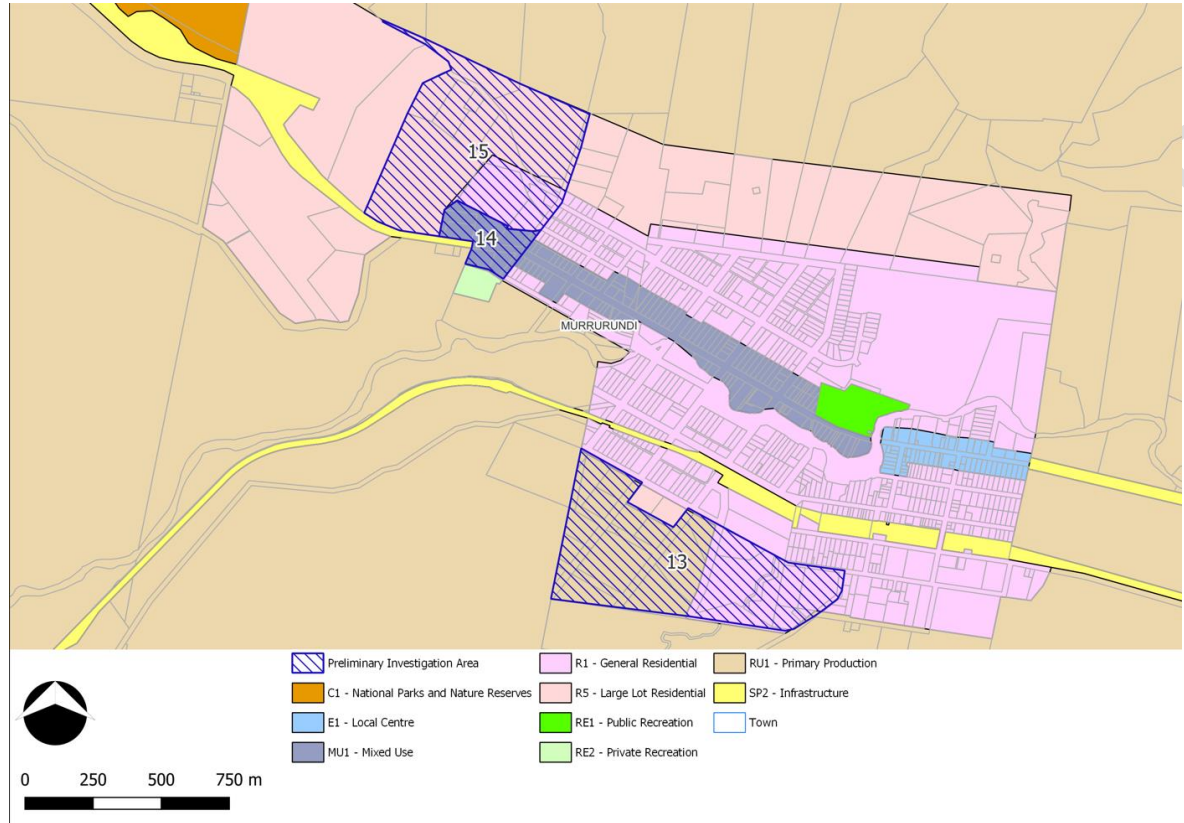 15
14
MURRURUNDI
13
Preliminary Investigation Area
C1 - National Parks and Nature Reserves
E1 - Local Centre
MU1 - Mixed Use
R1 - General Residential
R5 - Large Lot Residential
RE1 - Public Recreation
RE2 - Private Recreation
RU1 - Primary Production
SP2 - Infrastructure
Town
0 250 500 750 m